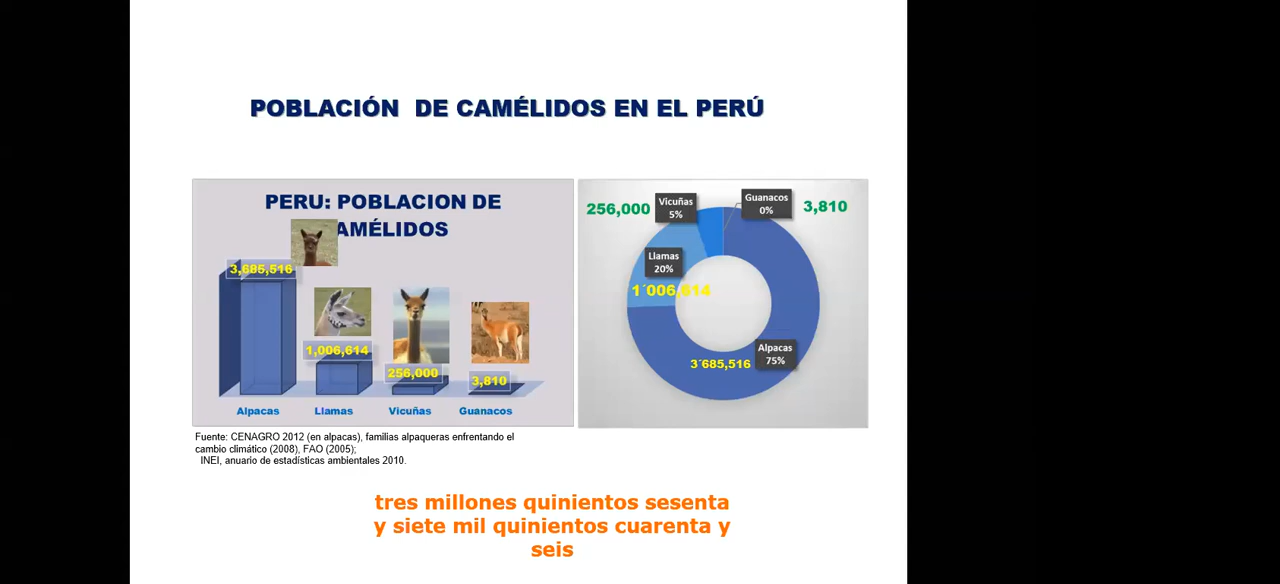 POBLACIÓN DE CAMÉLIDOS EN EL PERÚ
PERU: POBLACION DE
AMÉLIDOS
3,685,516
1,006,614
256,000
3,810
Alpacas
Llamas
Vicuñas
Guanacos
256,000
Vicuñas
5%
Guanacos
0%
3,810
Llamas
20%
1´006,614
3´685,516
Alpacas
75%
Fuente: CENAGRO 2012 (en alpacas), familias alpaqueras enfrentando el
cambio climático (2008), FAO (2005);
INEI, anuario de estadísticas ambientales 2010.
tres millones quinientos sesenta
y siete mil quinientos cuarenta y
seis